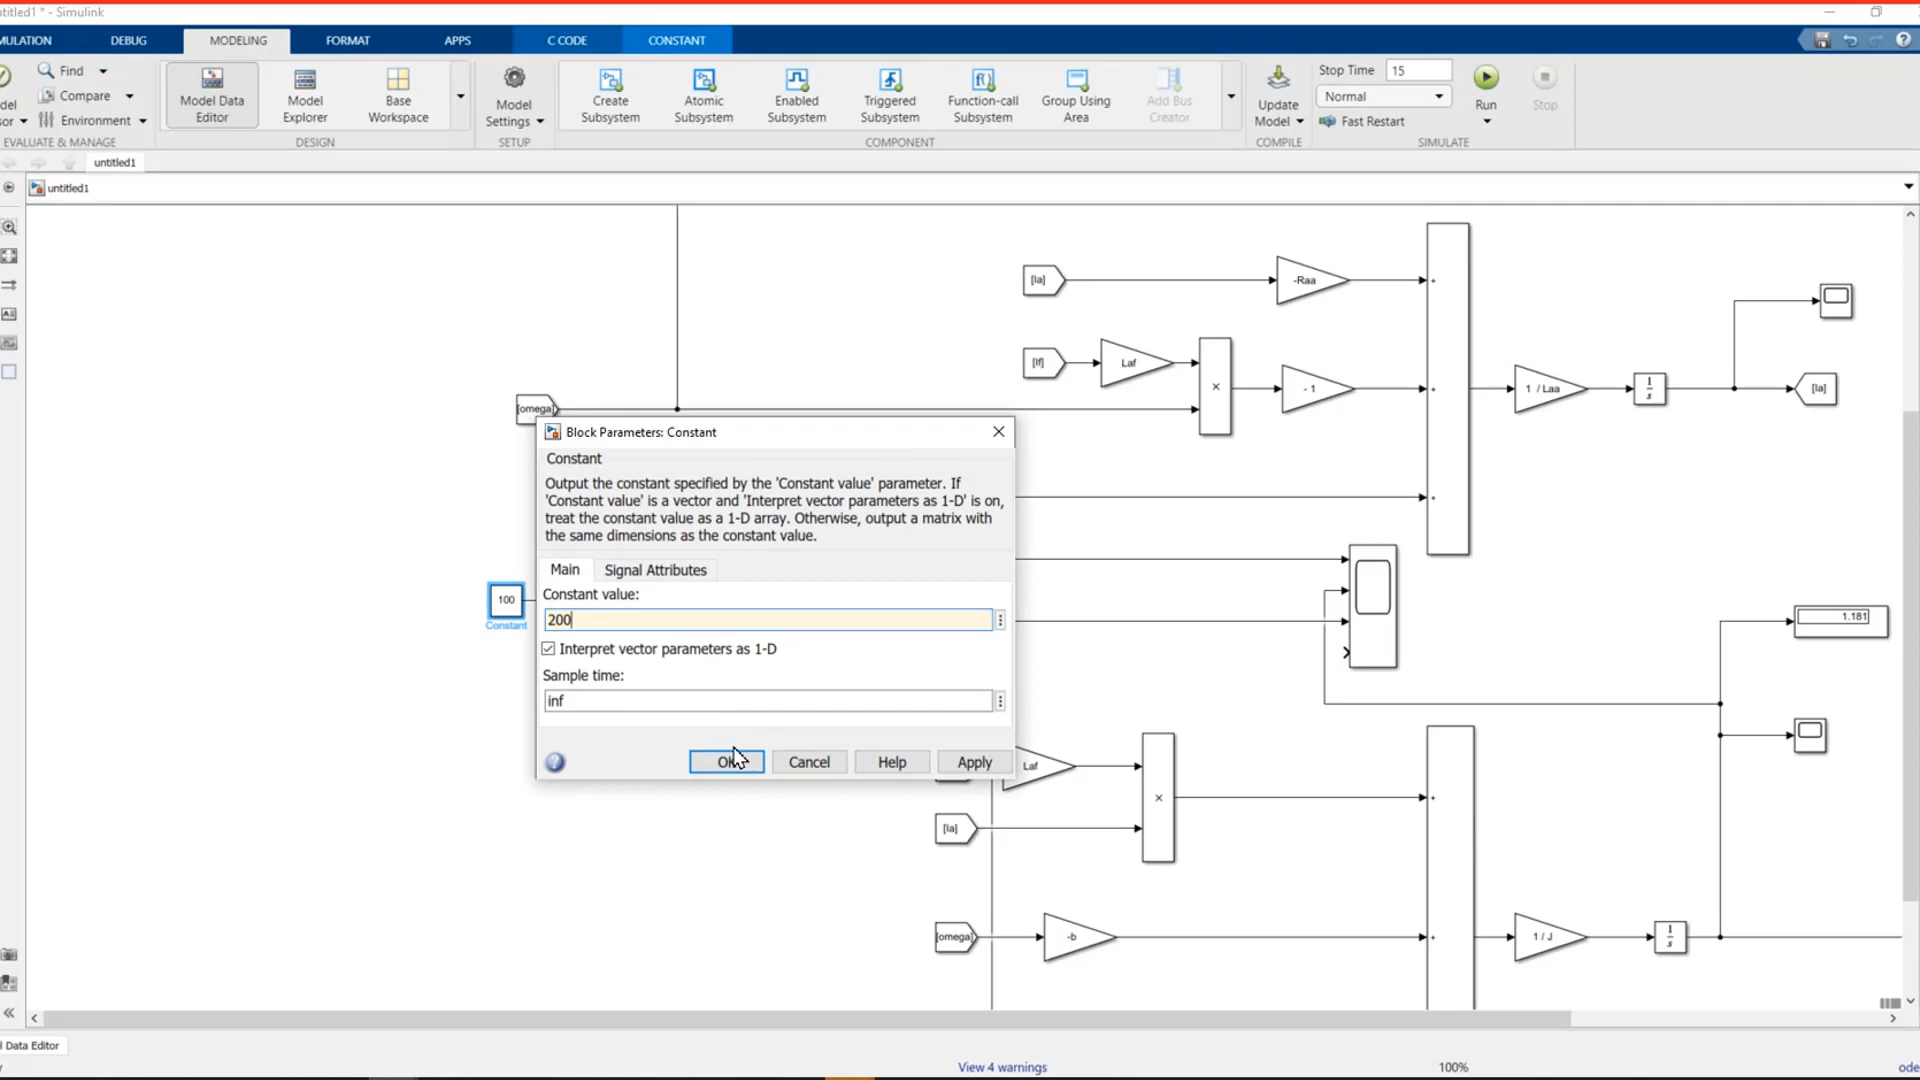 ntitled1 * - Simulink
MULATION
DEBUG
MODELING
FORMAT
APPS
C CODE
CONSTANT
Find
Compare
Environment
EVALUATE & MANAGE
Model Data Editor
Model Explorer
Base Workspace
DESIGN
Model Settings
SETUP
Create Subsystem
Atomic Subsystem
Enabled Subsystem
Triggered Subsystem
Function-call Subsystem
Group Using Area
Add Bus Creator
COMPONENT
Update Model
COMPILE
Stop Time 15
Normal
Fast Restart
Run
Stop
SIMULATE
untitled1
untitled1
[Ia]
-Raa
[If]
Laf
×
- 1
1 / Laa
1
s
[Ia]
[omega]
Block Parameters: Constant
Constant
Output the constant specified by the 'Constant value' parameter. If
'Constant value' is a vector and 'Interpret vector parameters as 1-D' is on,
treat the constant value as a 1-D array. Otherwise, output a matrix with
the same dimensions as the constant value.
Main
Signal Attributes
Constant value:
200
Interpret vector parameters as 1-D
Sample time:
inf
Cancel
Help
Apply
100
Constant
1.181
Laf
×
[Ia]
[omega]
-b
1 / J
1
s
l Data Editor
View 4 warnings
100%
ode